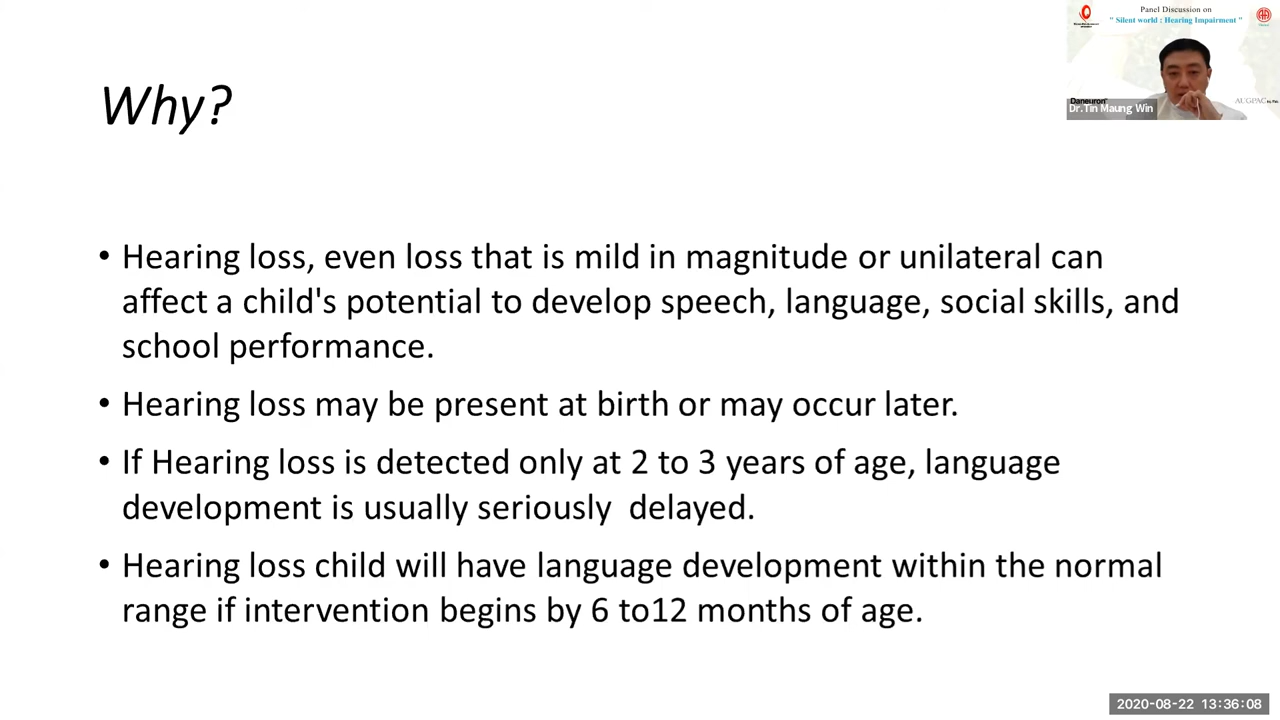 Why?
• Hearing loss, even loss that is mild in magnitude or unilateral can
affect a child's potential to develop speech, language, social skills, and
school performance.
• Hearing loss may be present at birth or may occur later.
• If Hearing loss is detected only at 2 to 3 years of age, language
development is usually seriously  delayed.
• Hearing loss child will have language development within the normal
range if intervention begins by 6 to12 months of age.
Panel Discussion on
" Silent world : Hearing Impairment "
Daneuron
AUGPAC
Dr.Tin Maung Win
2020-08-22 13:36:08